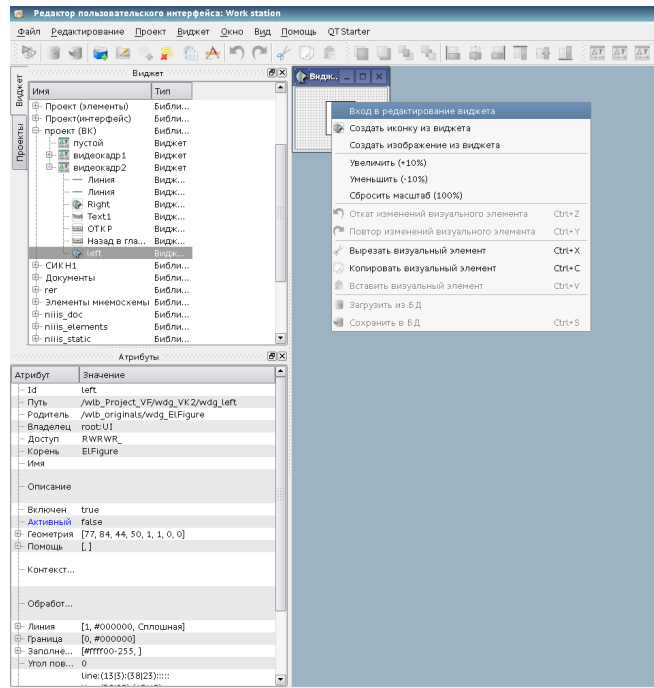 Редактор пользовательского интерфейса: Work station
Файл Редактирование Проект Виджет Окно Вид Помощь QTStarter
Виджет
Проекты
Виджет
Имя Тип
Проект (элементы) Библи...
Проект(интерфейс) Библи...
проект (ВК) Библи...
пустой Виджет
видеокадр1 Виджет
видеокадр2 Виджет
Линия Видж...
Линия Видж...
Right Видж...
Text1 Видж...
ОТКР Видж...
Назад в гла... Видж...
left Видж...
СИКН1 Библи...
Документы Библи...
rer Библи...
Элементы мнемосхемы Библи...
niiis_doc Библи...
niiis_elements Библи...
niiis_static Библи...
Атрибуты
Атрибут Значение
Id left
Путь /wlb_Project_VF/wdg_VK2/wdg_left
Родитель /wlb_originals/wdg_ElFigure
Владелец root:UI
Доступ RWRWR_
Корень ElFigure
Имя
Описание
Включен true
Активный false
Геометрия [77, 84, 44, 50, 1, 1, 0, 0]
Помощь [,]
Контекст...
Обработ...
Линия [1, #000000, Сплошная]
Граница [0, #000000]
Заполне... [#ffff00-255, ]
Угол пов... 0
line:(13|3):(38|23):::::
Видж...
Вход в редактирование виджета
Создать иконку из виджета
Создать изображение из виджета
Увеличить (+10%)
Уменьшить (-10%)
Сбросить масштаб (100%)
Откат изменений визуального элемента Ctrl+Z
Повтор изменений визуального элемента Ctrl+Y
Вырезать визуальный элемент Ctrl+X
Копировать визуальный элемент Ctrl+C
Вставить визуальный элемент Ctrl+V
Загрузить из БД
Сохранить в БД Ctrl+S